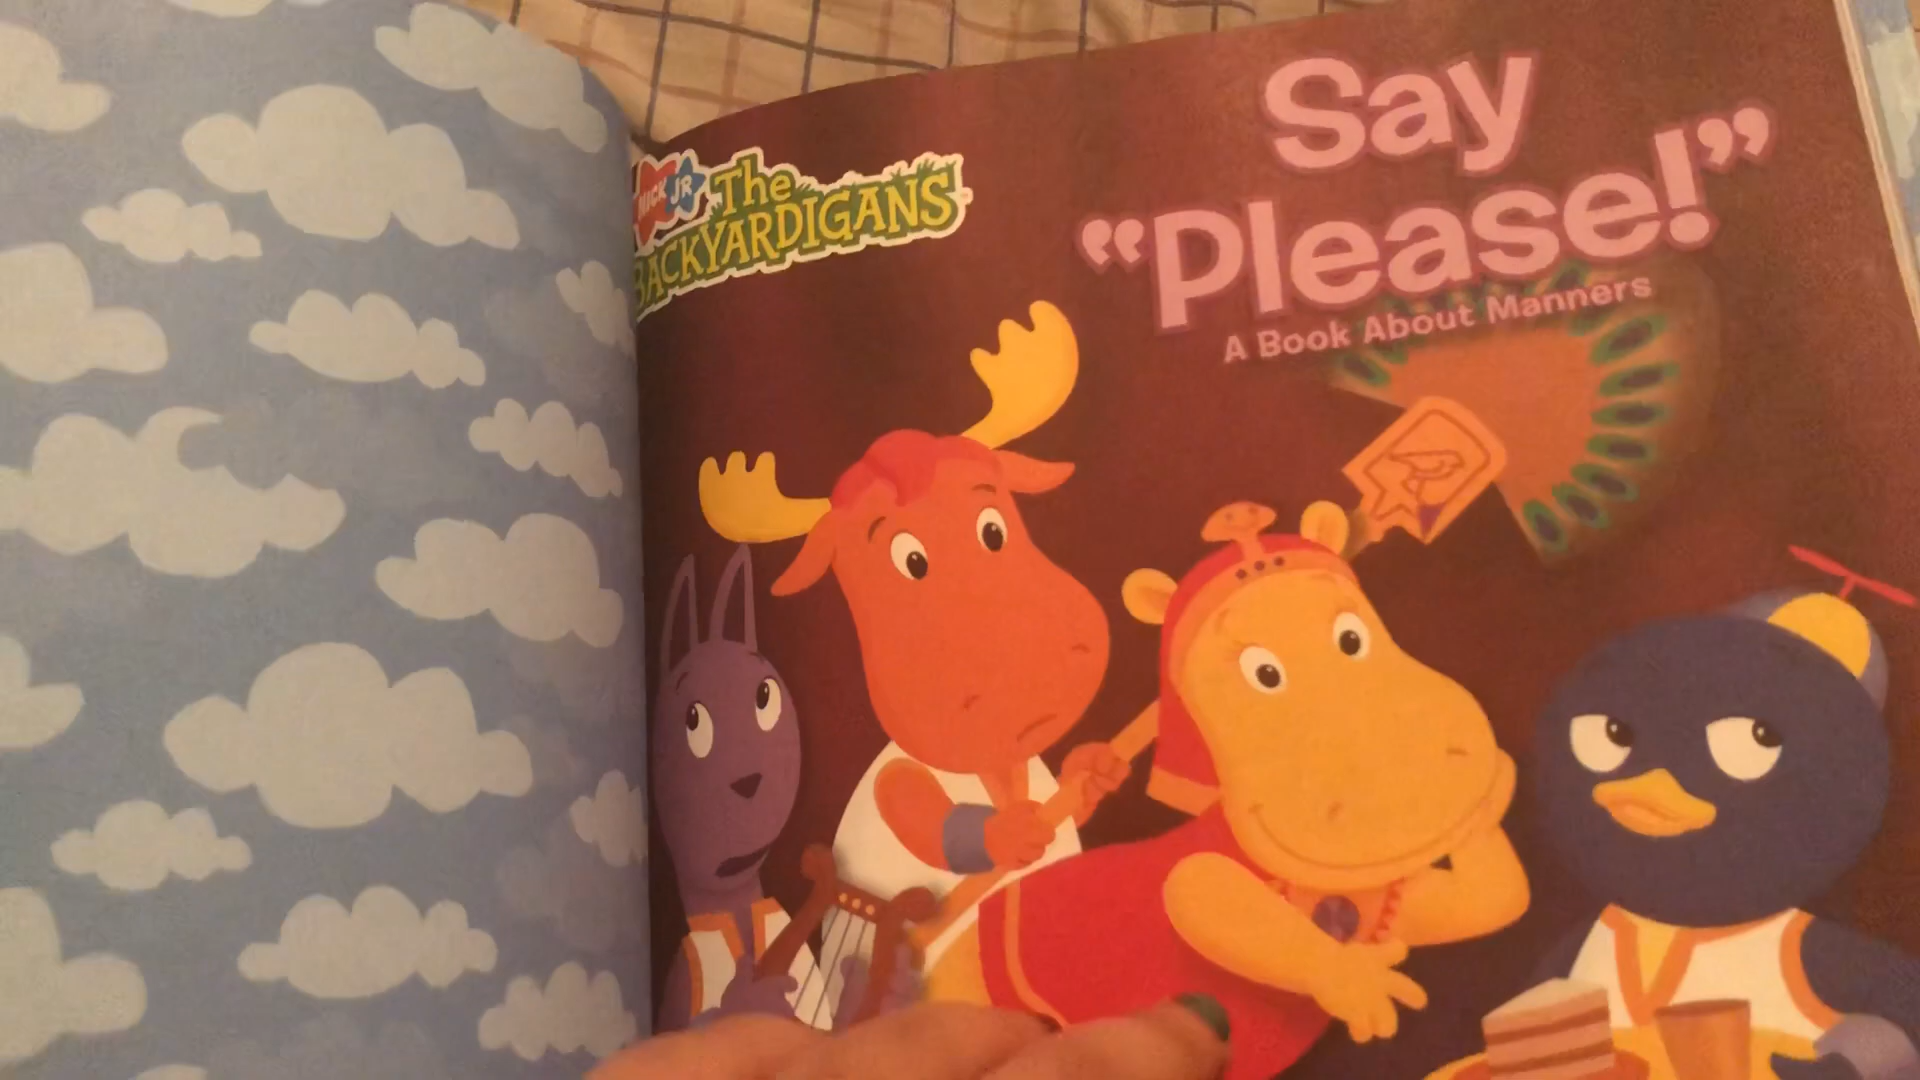 NICK JR
The
BACKYARDIGANS
Say
“Please!”
A Book About Manners